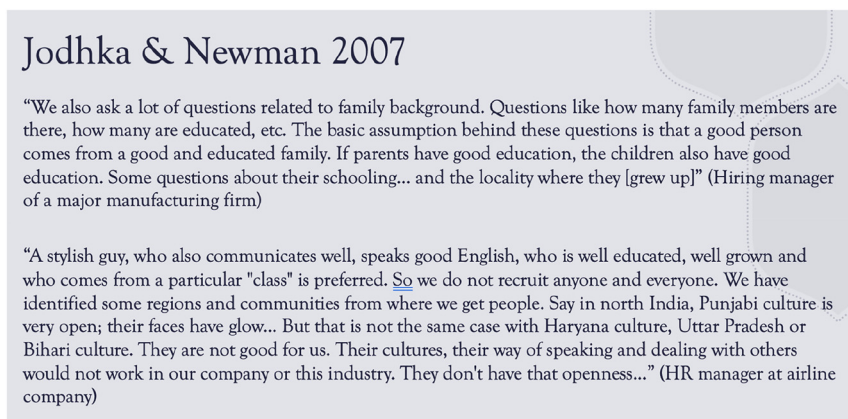 Jodhka & Newman 2007
“We also ask a lot of questions related to family background. Questions like how many family members are
there, how many are educated, etc. The basic assumption behind these questions is that a good person
comes from a good and educated family. If parents have good education, the children also have good
education. Some questions about their schooling... and the locality where they [grew up]” (Hiring manager
of a major manufacturing firm)
“A stylish guy, who also communicates well, speaks good English, who is well educated, well grown and
who comes from a particular "class" is preferred. So we do not recruit anyone and everyone. We have
identified some regions and communities from where we get people. Say in north India, Punjabi culture is
very open; their faces have glow... But that is not the same case with Haryana culture, Uttar Pradesh or
Bihari culture. They are not good for us. Their cultures, their way of speaking and dealing with others
would not work in our company or this industry. They don't have that openness...” (HR manager at airline
company)